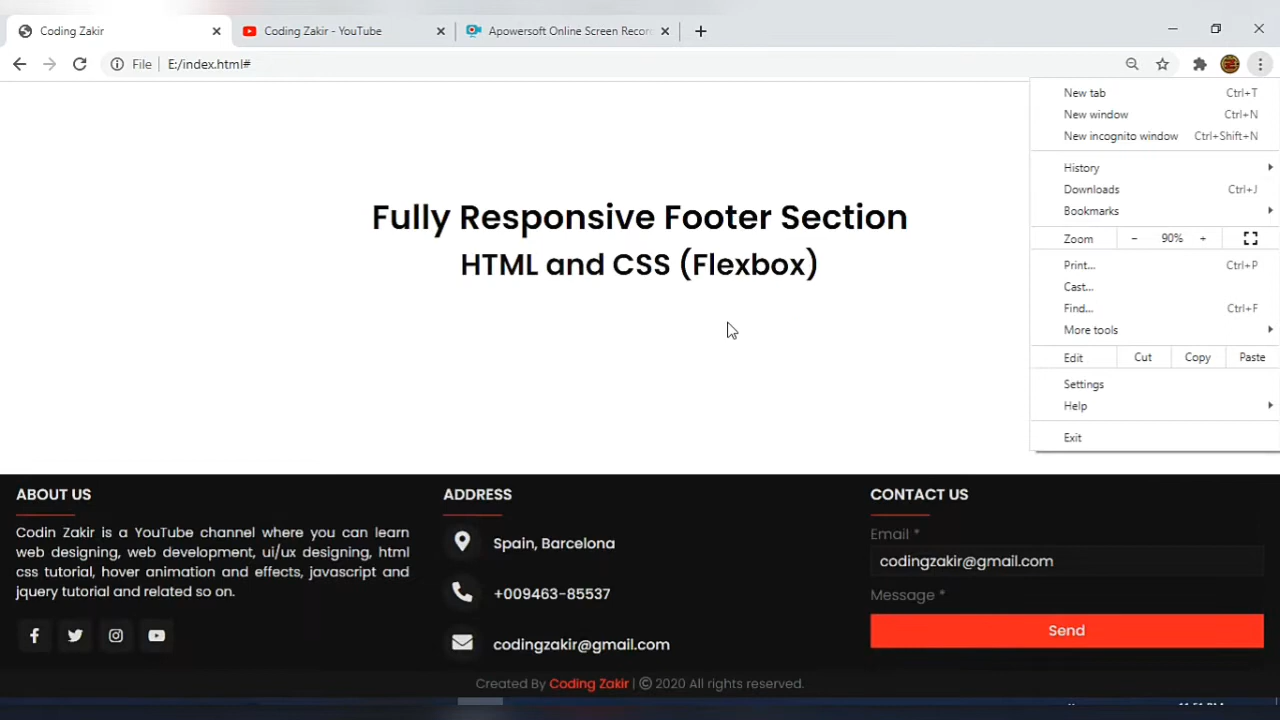 Coding Zakir
Coding Zakir - YouTube
Apowersoft Online Screen Recor
File
E:/index.html#
New tab Ctrl+T
New window Ctrl+N
New incognito window Ctrl+Shift+N
History
Downloads Ctrl+J
Bookmarks
Zoom − 90% +
Print... Ctrl+P
Cast...
Find... Ctrl+F
More tools
Edit Cut Copy Paste
Settings
Help
Exit
Fully Responsive Footer Section
HTML and CSS (Flexbox)
ABOUT US
Codin Zakir is a YouTube channel where you can learn
web designing, web development, ui/ux designing, html
css tutorial, hover animation and effects, javascript and
jquery tutorial and related so on.
ADDRESS
Spain, Barcelona
+009463-85537
codingzakir@gmail.com
CONTACT US
Email *
codingzakir@gmail.com
Message *
Send
Created By Coding Zakir | © 2020 All rights reserved.